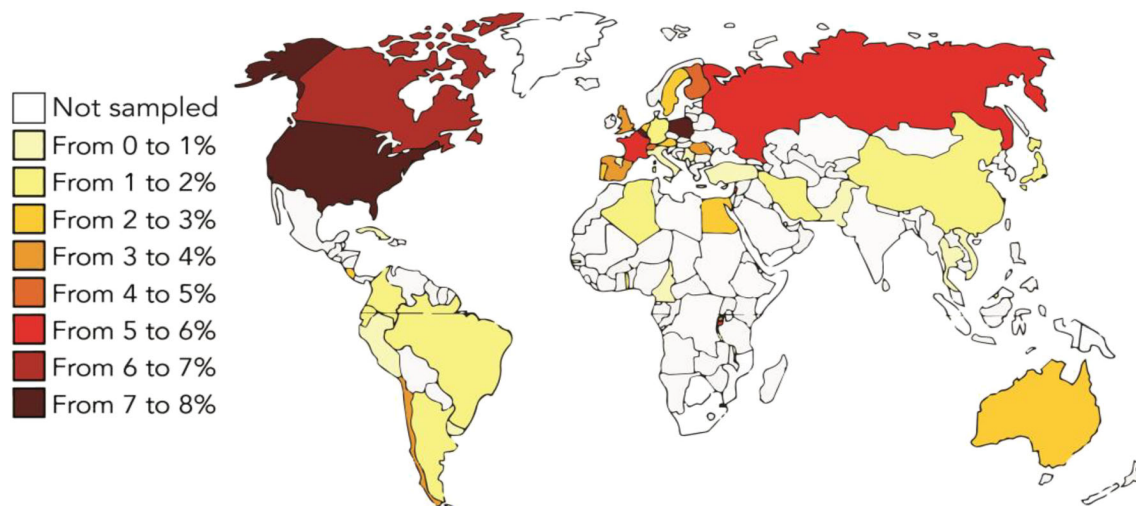 Not sampled
From 0 to 1%
From 1 to 2%
From 2 to 3%
From 3 to 4%
From 4 to 5%
From 5 to 6%
From 6 to 7%
From 7 to 8%